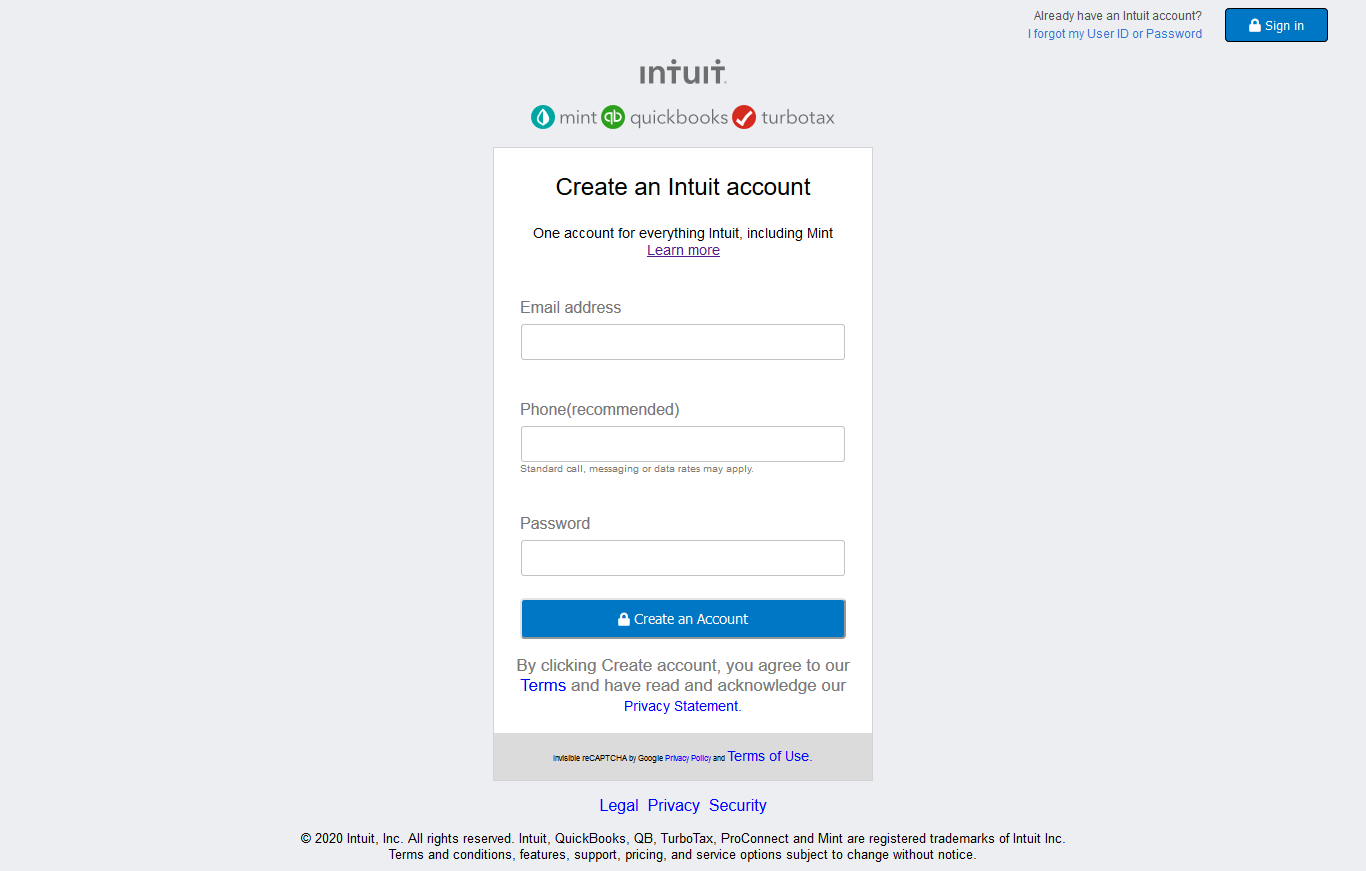 Already have an Intuit account?
I forgot my User ID or Password
Sign in
intuit
mint quickbooks turbotax
Create an Intuit account
One account for everything Intuit, including Mint
Learn more
Email address
Phone(recommended)
Standard call, messaging or data rates may apply.
Password
Create an Account
By clicking Create account, you agree to our
Terms and have read and acknowledge our
Privacy Statement.
Invisible reCAPTCHA by Google Privacy Policy and Terms of Use.
Legal Privacy Security
© 2020 Intuit, Inc. All rights reserved. Intuit, QuickBooks, QB, TurboTax, ProConnect and Mint are registered trademarks of Intuit Inc.
Terms and conditions, features, support, pricing, and service options subject to change without notice.